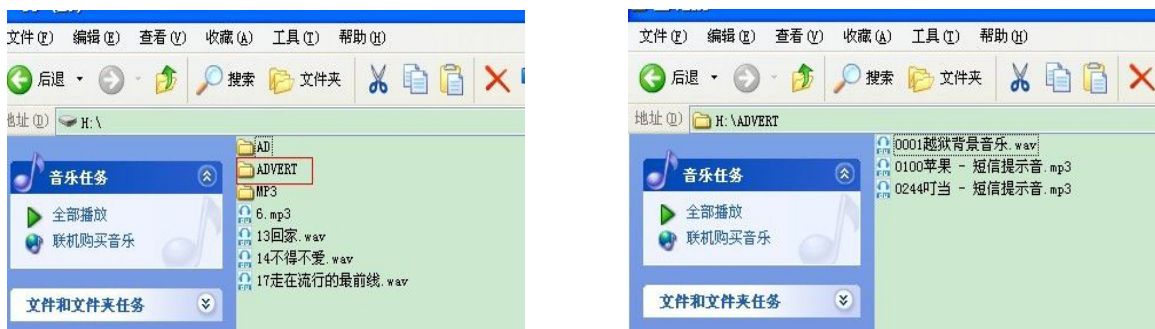 文件(F) 编辑(E) 查看(V) 收藏(A) 工具(T) 帮助(H)
后退 搜索 文件夹
地址(D) H:\
音乐任务
全部播放
联机购买音乐
文件和文件夹任务
AD
ADVERT
MP3
6.mp3
13回家.wav
14不得不爱.wav
17走在流行的最前线.wav
文件(F) 编辑(E) 查看(V) 收藏(A) 工具(T) 帮助(H)
后退 搜索 文件夹
地址(D) H:\ADVERT
音乐任务
全部播放
联机购买音乐
文件和文件夹任务
0001越狱背景音乐.wav
0100苹果 - 短信提示音.mp3
0244叮当 - 短信提示音.mp3